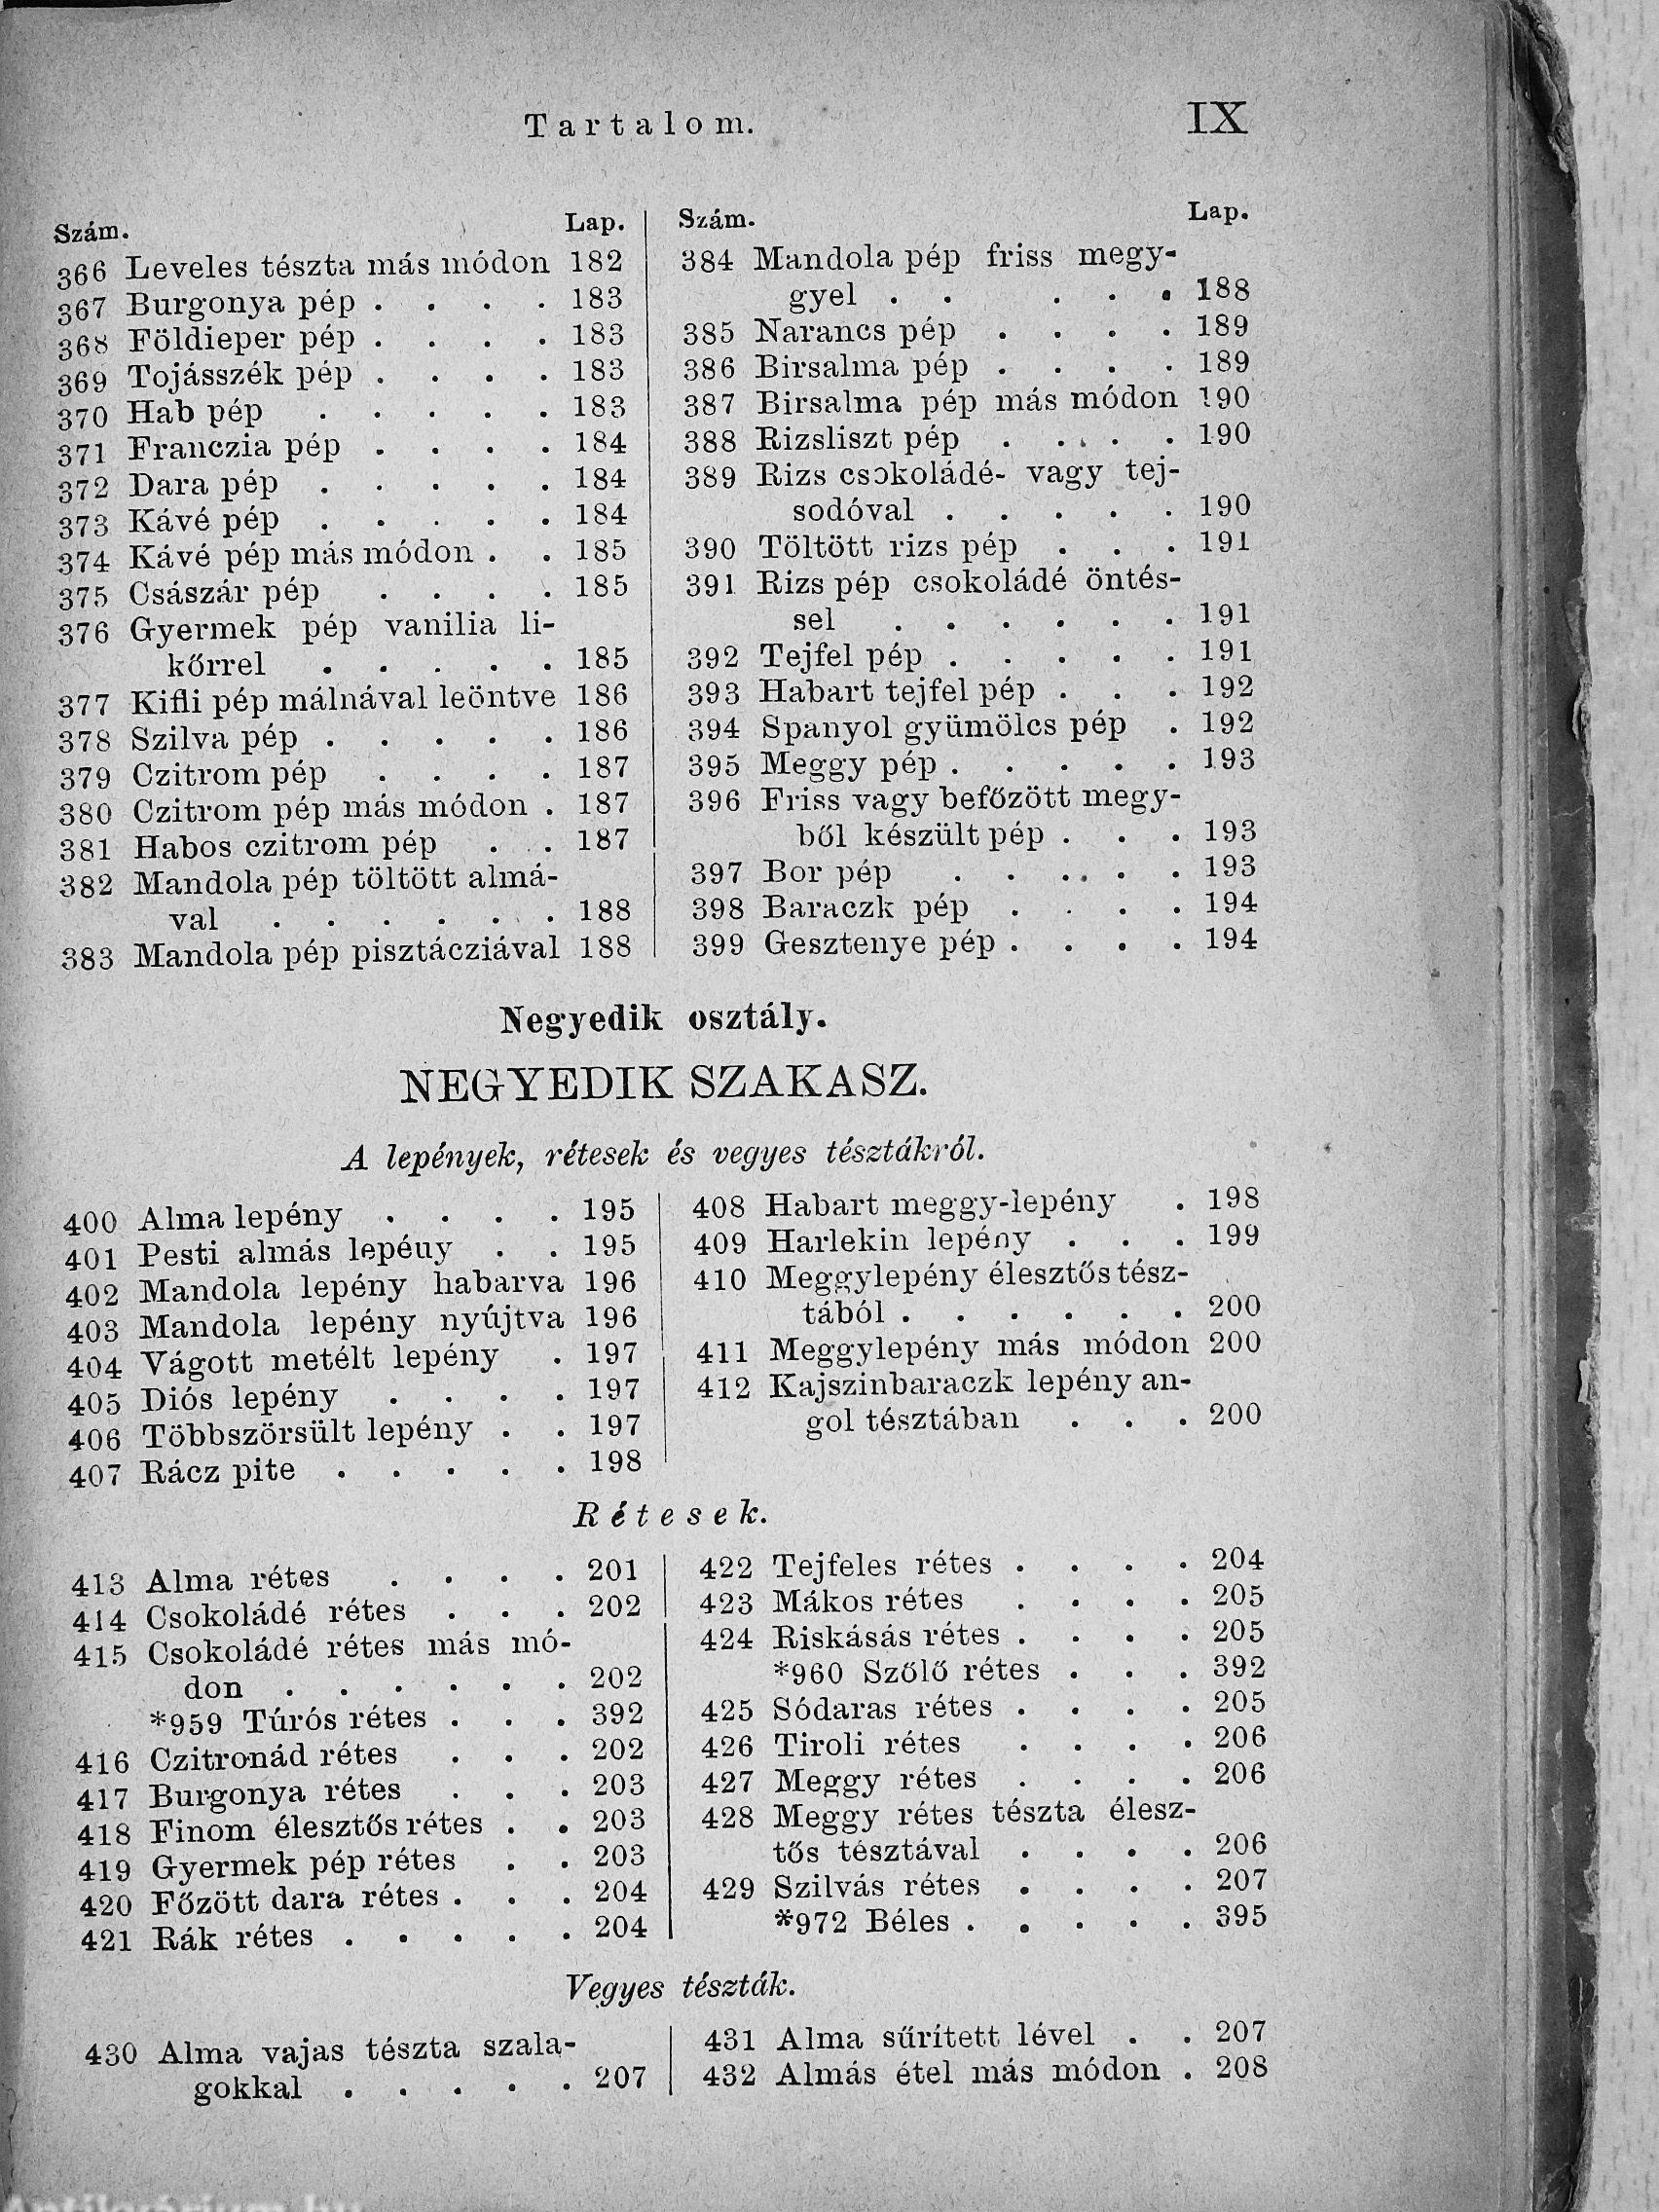 Tartalom. IX
Szám. Lap.
366 Leveles tészta más módon 182
367 Burgonya pép . . . . 183
368 Földieper pép . . . . 183
369 Tojásszék pép . . . . 183
370 Hab pép . . . . . 183
371 Franczia pép . . . . 184
372 Dara pép . . . . . 184
373 Kávé pép . . . . . 184
374 Kávé pép más módon . . 185
375 Császár pép . . . . 185
376 Gyermek pép vanilia li-
kőrrel . . . . . 185
377 Kifli pép málnával leöntve 186
378 Szilva pép . . . . . 186
379 Czitrom pép . . . . 187
380 Czitrom pép más módon . 187
381 Habos czitrom pép . . 187
382 Mandola pép töltött almá-
val . . . . . . 188
383 Mandola pép pisztácziával 188
Szám. Lap.
384 Mandola pép friss megy-
gyel . . . . . 188
385 Narancs pép . . . . 189
386 Birsalma pép . . . . 189
387 Birsalma pép más módon 190
388 Rizsliszt pép . . . . 190
389 Rizs csokoládé- vagy tej-
sodóval . . . . . 190
390 Töltött rizs pép . . . 191
391 Rizs pép csokoládé öntés-
sel . . . . . . 191
392 Tejfel pép . . . . . 191
393 Habart tejfel pép . . . 192
394 Spanyol gyümölcs pép . 192
395 Meggy pép . . . . . 193
396 Friss vagy befőzött megy-
ből készült pép . . . 193
397 Bor pép . . . . . 193
398 Baraczk pép . . . . 194
399 Gesztenye pép . . . . 194
Negyedik osztály.
NEGYEDIK SZAKASZ.
A lepények, rétesek és vegyes tésztákról.
400 Alma lepény . . . . 195
401 Pesti almás lepény . . 195
402 Mandola lepény habarva 196
403 Mandola lepény nyújtva 196
404 Vágott metélt lepény . 197
405 Diós lepény . . . . 197
406 Többszörsült lepény . . 197
407 Rácz pite . . . . . 198
408 Habart meggy-lepény . 198
409 Harlekin lepény . . . 199
410 Meggylepény élesztős tész-
tából . . . . . . 200
411 Meggylepény más módon 200
412 Kajszinbaraczk lepény an-
gol tésztában . . . 200
Rétesek.
413 Alma rétes . . . . 201
414 Csokoládé rétes . . . 202
415 Csokoládé rétes más mó-
don . . . . . . 202
*959 Túrós rétes . . . 392
416 Czitronád rétes . . . 202
417 Burgonya rétes . . . 203
418 Finom élesztős rétes . . 203
419 Gyermek pép rétes . . 203
420 Főzött dara rétes . . . 204
421 Rák rétes . . . . . 204
422 Tejfeles rétes . . . . 204
423 Mákos rétes . . . . 205
424 Riskásás rétes . . . . 205
*960 Szőlő rétes . . . 392
425 Sódaras rétes . . . . 205
426 Tiroli rétes . . . . 206
427 Meggy rétes . . . . 206
428 Meggy rétes tészta élesz-
tős tésztával . . . . 206
429 Szilvás rétes . . . . 207
*972 Béles . . . . . 395
Vegyes tészták.
430 Alma vajas tészta szala-
gokkal . . . . . 207
431 Alma sűrített lével . . 207
432 Almás étel más módon . 208
Antikvárium.hu